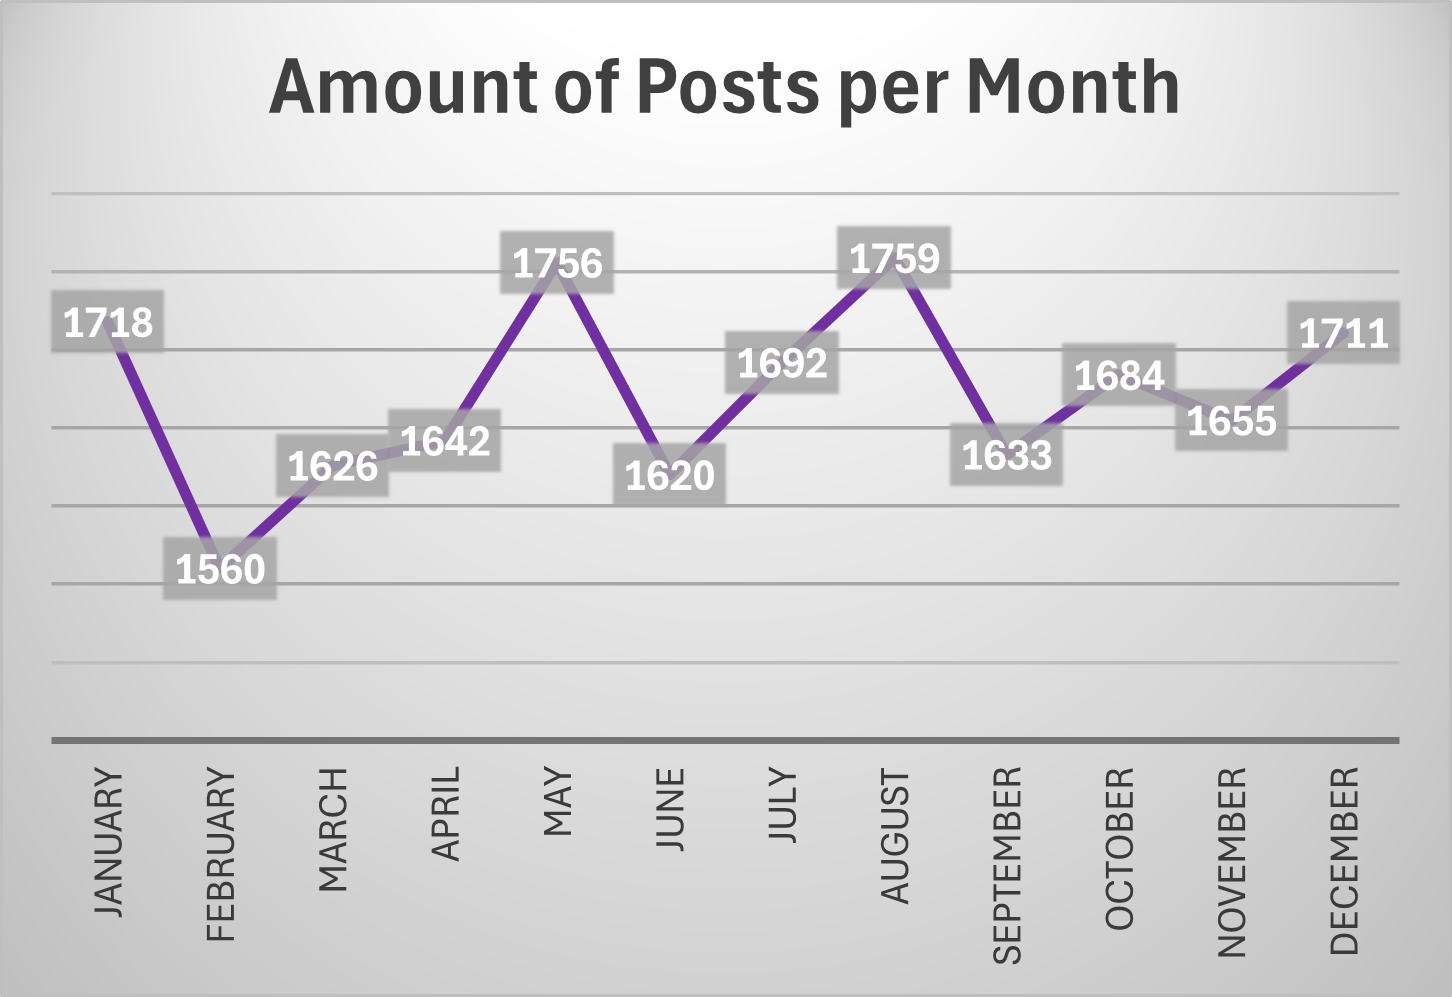 Amount of Posts per Month
1718
1560
1626
1642
1756
1620
1692
1759
1633
1684
1655
1711
JANUARY
FEBRUARY
MARCH
APRIL
MAY
JUNE
JULY
AUGUST
SEPTEMBER
OCTOBER
NOVEMBER
DECEMBER